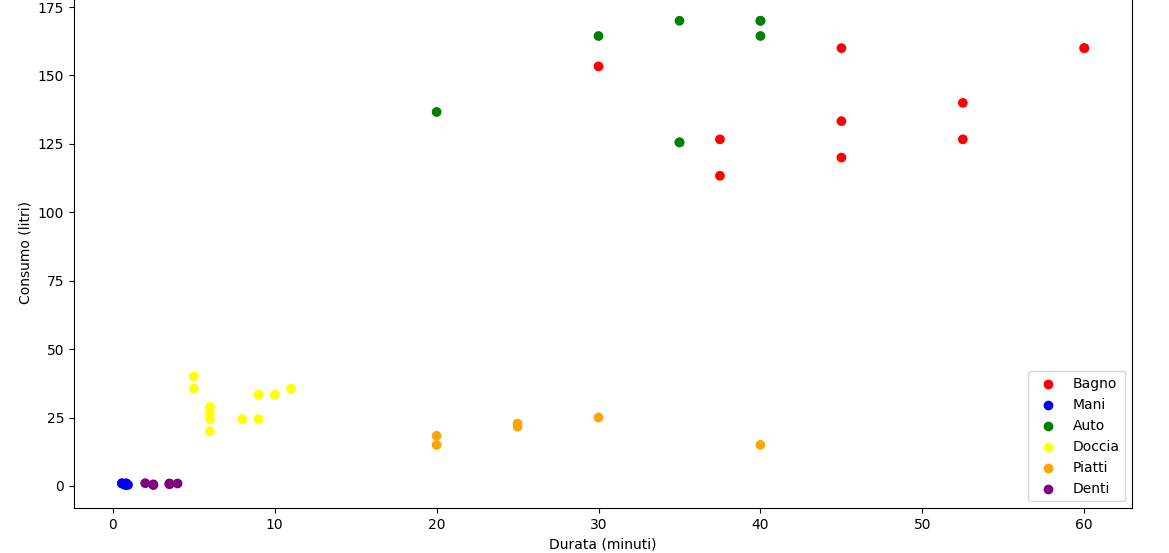 175
150
125
100
75
50
25
0
Consumo (litri)
0 10 20 30 40 50 60
Durata (minuti)
Bagno
Mani
Auto
Doccia
Piatti
Denti